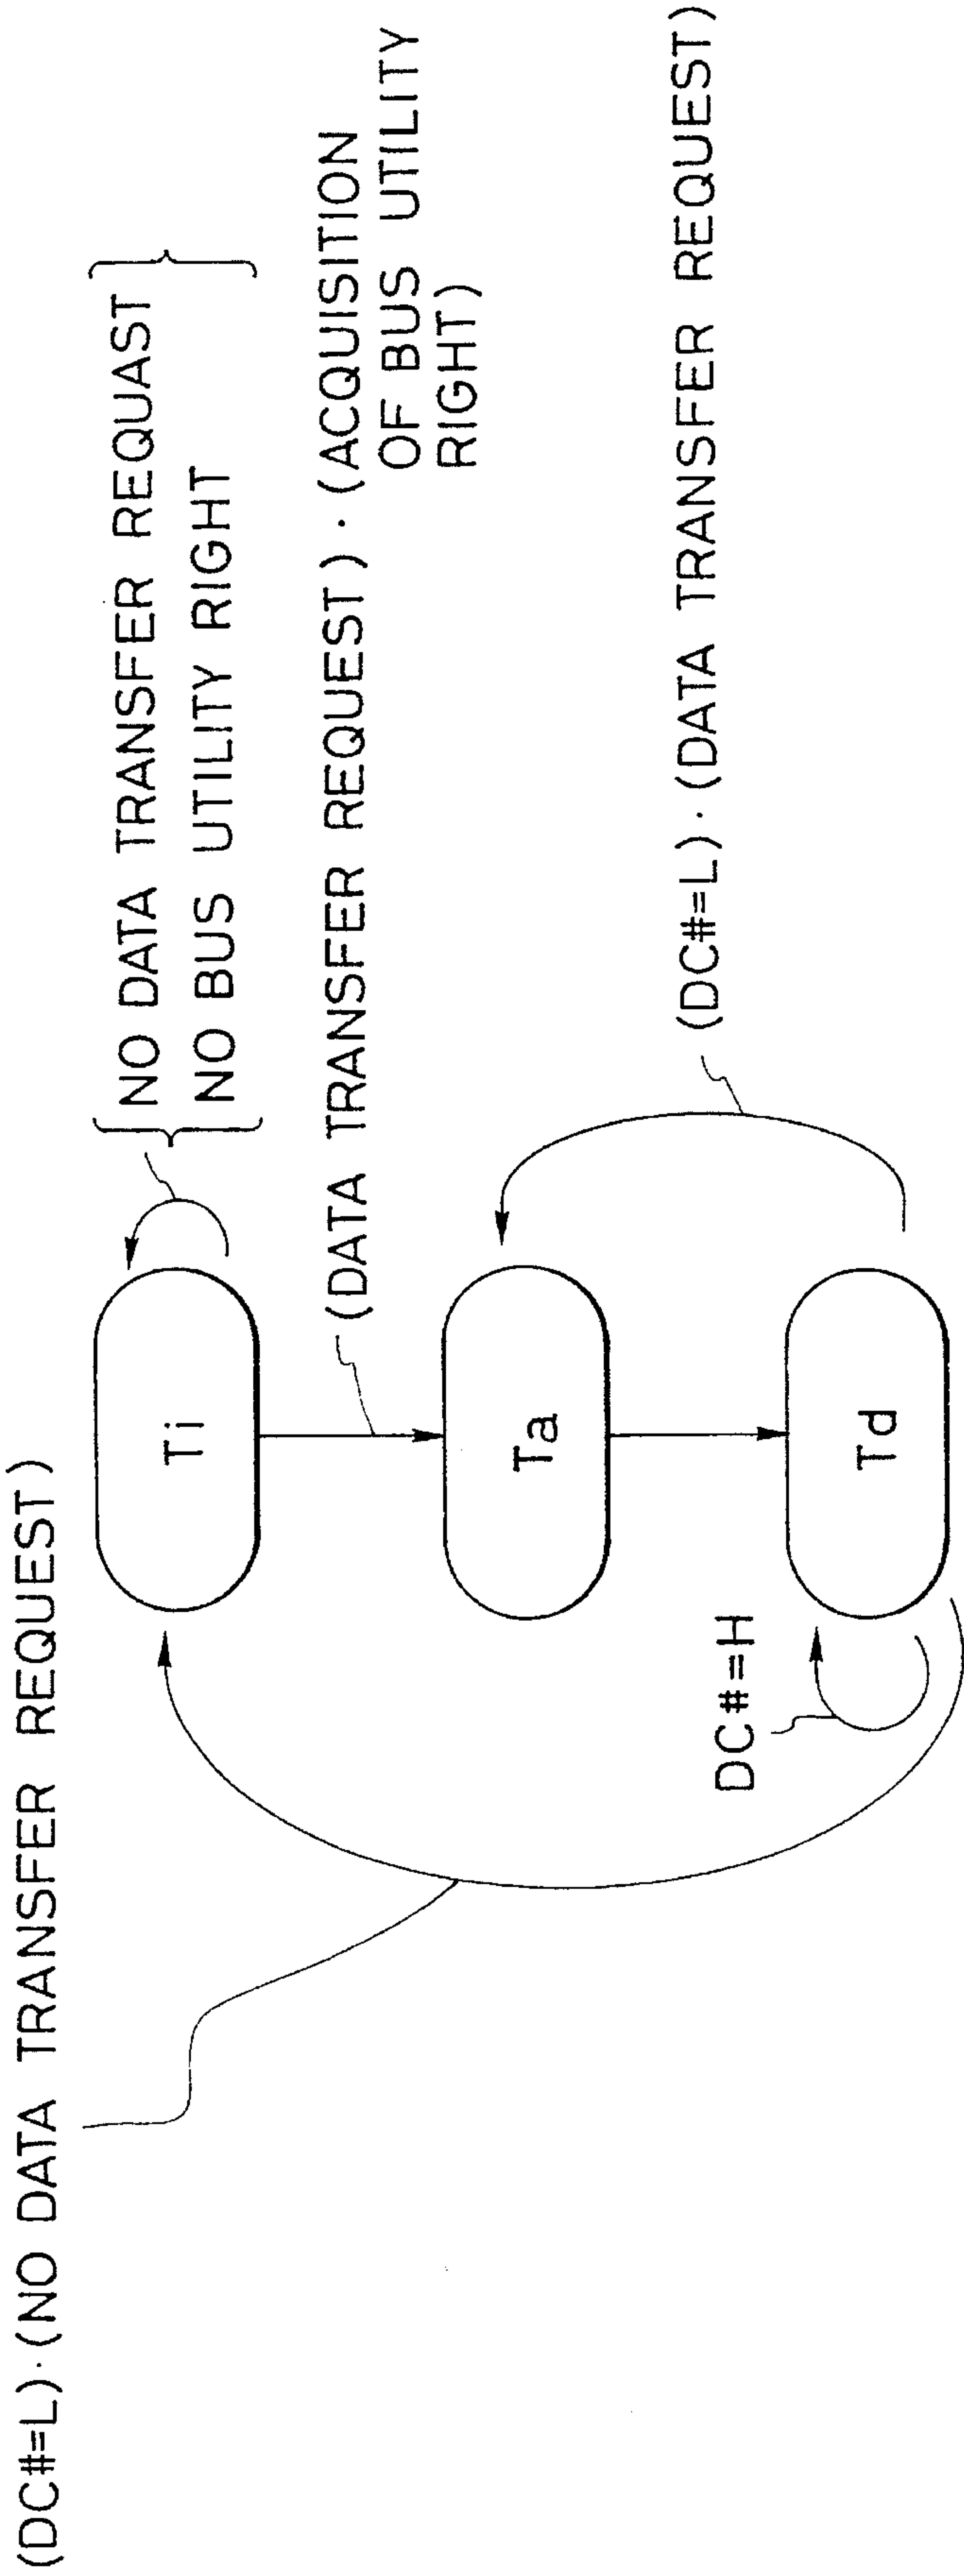 (DC#=L)·(NO DATA TRANSFER REQUEST)
NO DATA TRANSFER REQUAST
NO BUS UTILITY RIGHT
Ti
(DATA TRANSFER REQUEST)·(ACQUISITION
OF BUS UTILITY
RIGHT)
Ta
(DC#=L)·(DATA TRANSFER REQUEST)
DC#=H
Td